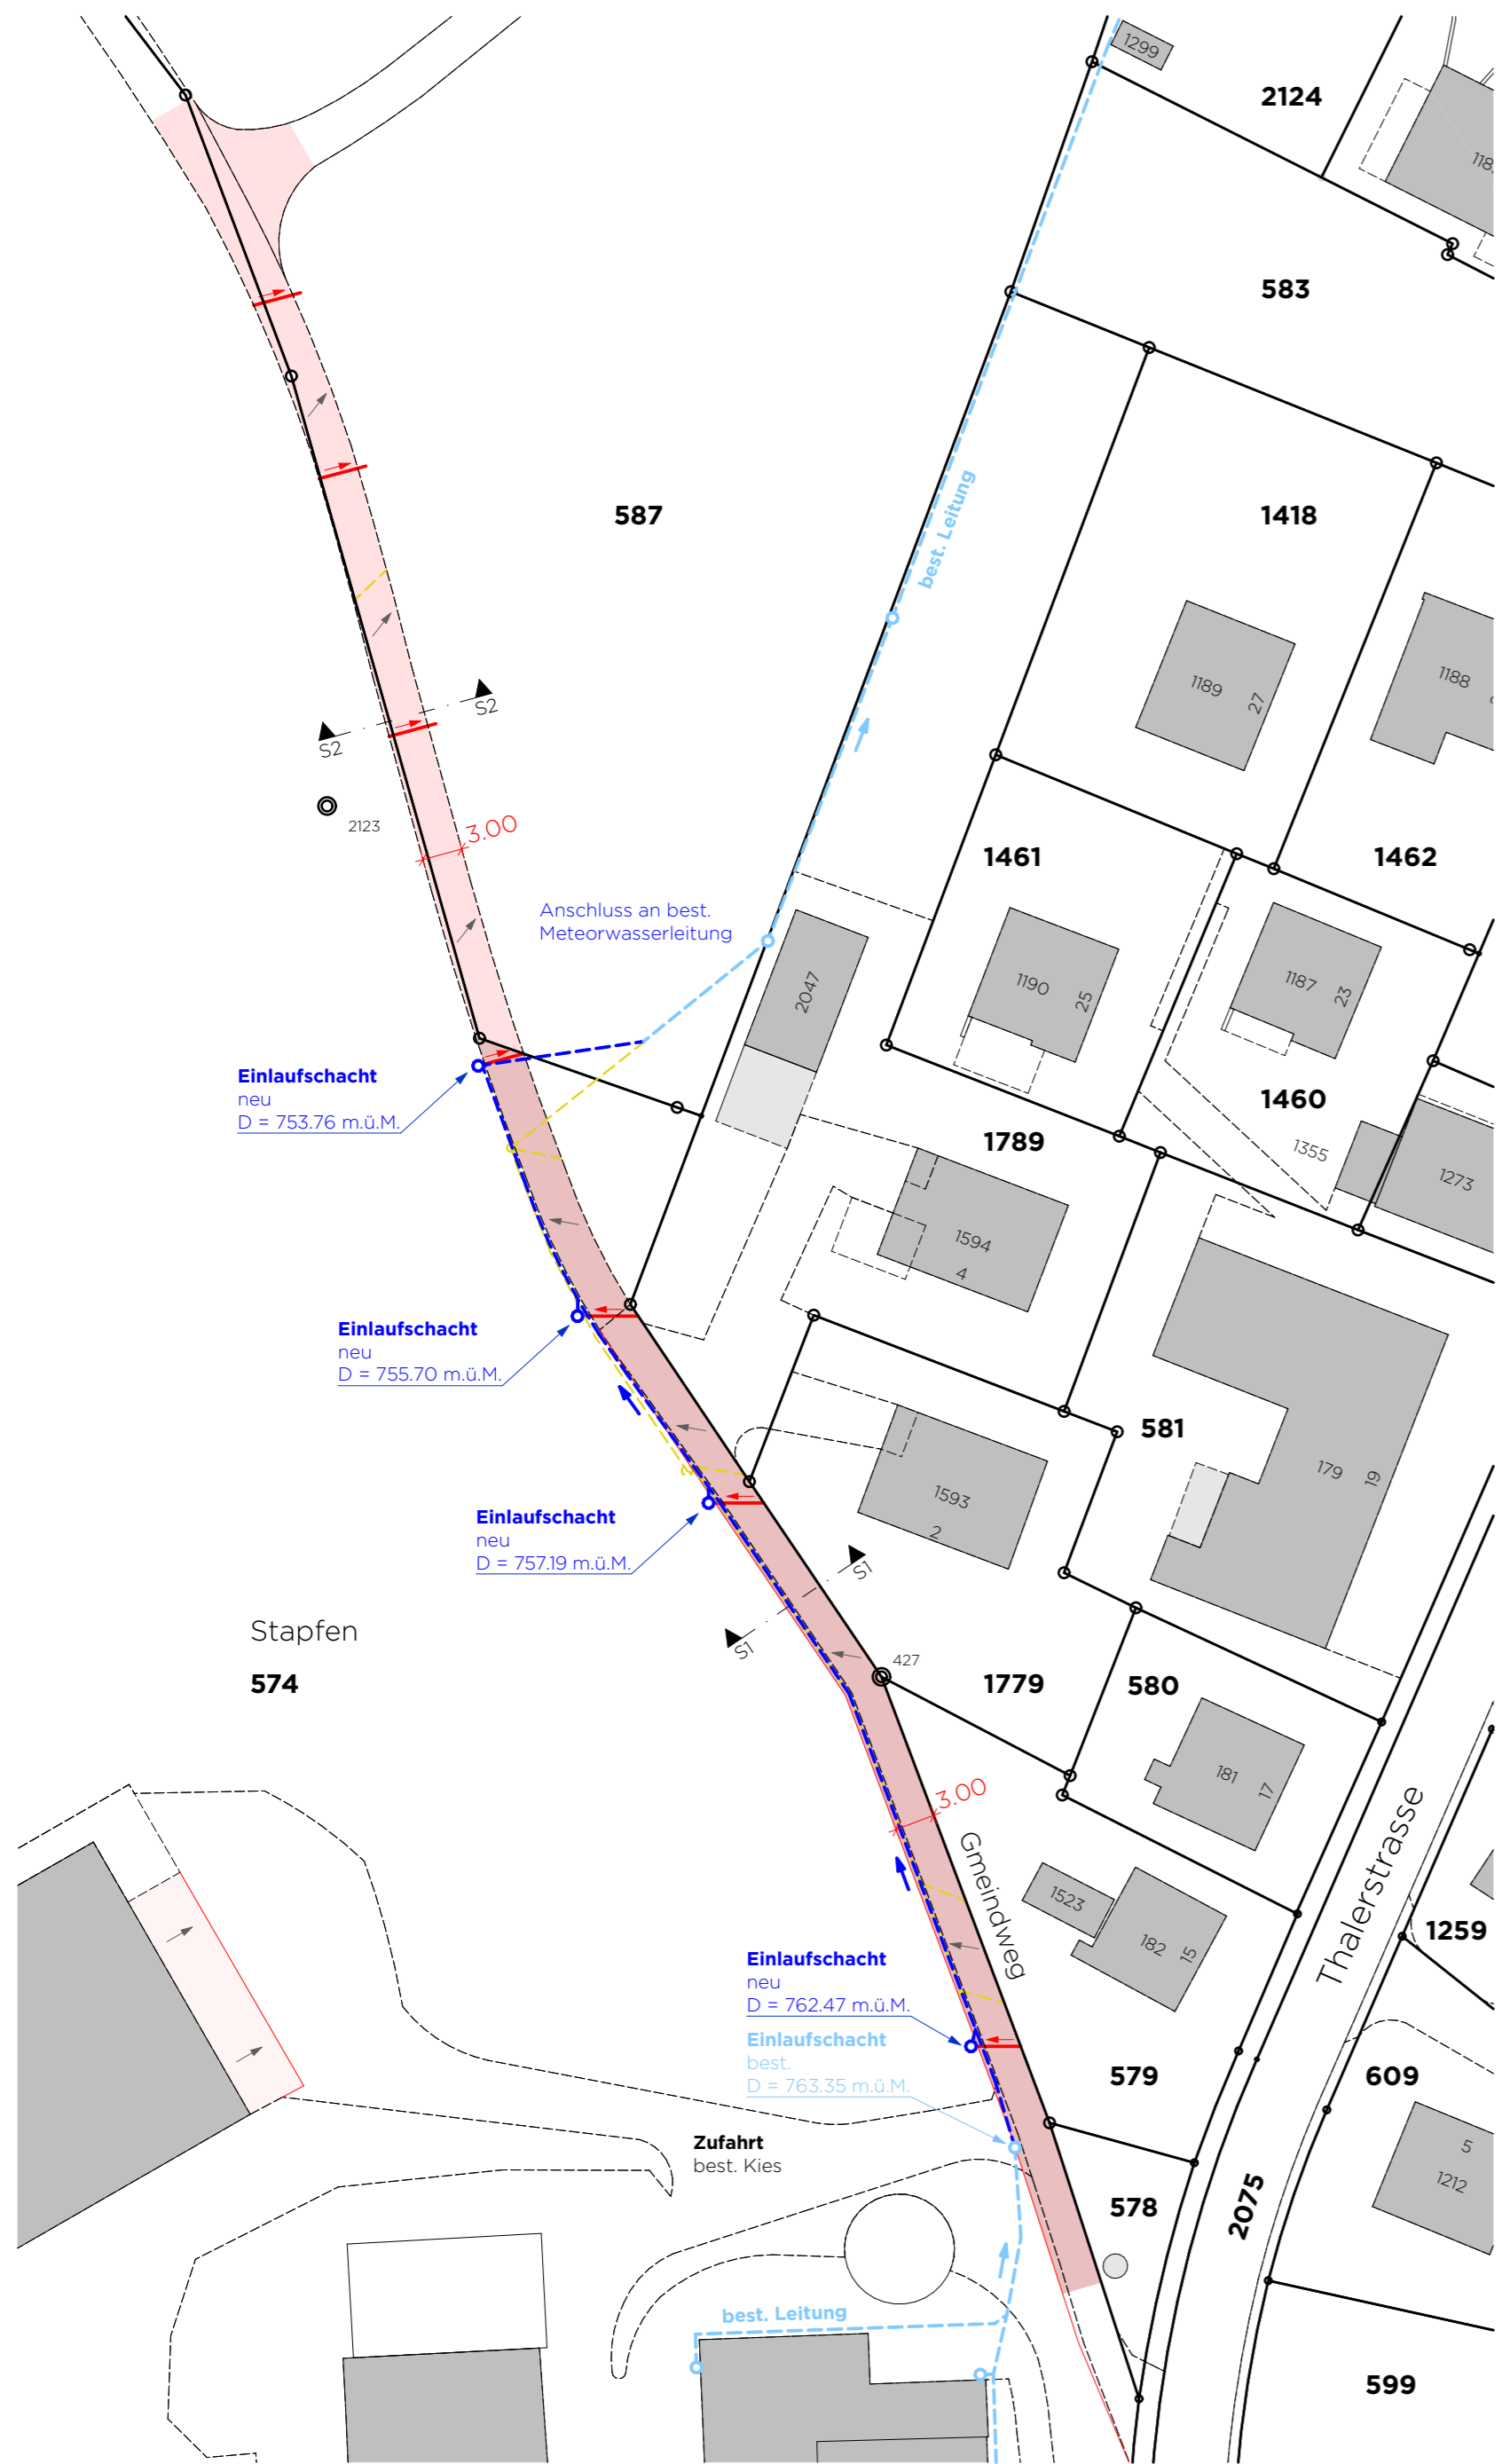 1299
2124
583
587
best. Leitung
1418
1189
27
1188
S2
S2
2123
3.00
1461
1462
Anschluss an best.
Meteorwasserleitung
2047
1190
25
1187
23
Einlaufschacht
neu
D = 753.76 m.ü.M.
1460
1789
1355
1273
1594
4
Einlaufschacht
neu
D = 755.70 m.ü.M.
581
179
19
1593
2
Einlaufschacht
neu
D = 757.19 m.ü.M.
S1
S1
Stapfen
574
427
1779
580
181
17
3.00
Gmeindweg
Thalerstrasse
1523
182
15
1259
Einlaufschacht
neu
D = 762.47 m.ü.M.
Einlaufschacht
best.
D = 763.35 m.ü.M.
579
609
Zufahrt
best. Kies
578
2075
5
1212
best. Leitung
599